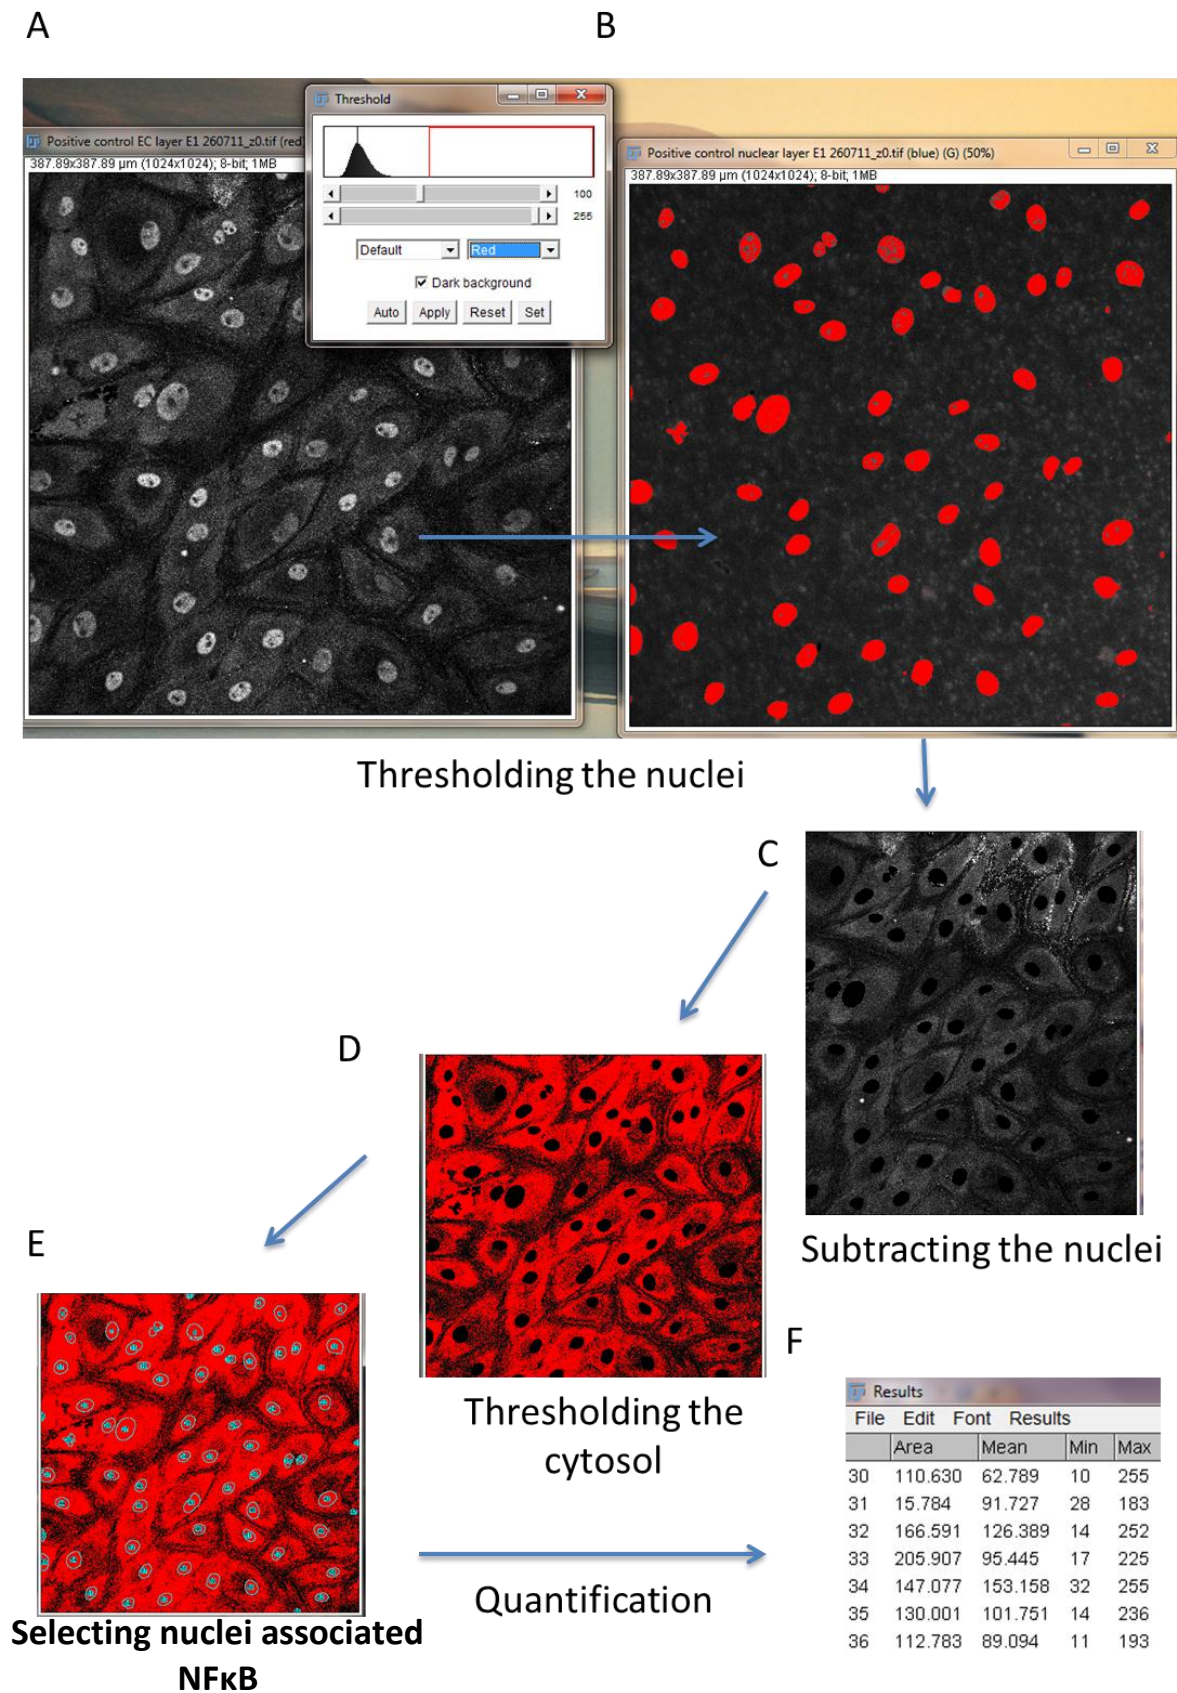 A
B
Threshold
Positive control EC layer E1 260711_z0.tif (red)
387.89x387.89 µm (1024x1024); 8-bit; 1MB
100
255
Default
Red
Dark background
Auto
Apply
Reset
Set
Positive control nuclear layer E1 260711_z0.tif (blue) (G) (50%)
387.89x387.89 µm (1024x1024); 8-bit; 1MB
Thresholding the nuclei
C
Subtracting the nuclei
D
Thresholding the
cytosol
E
Selecting nuclei associated
NFκB
Quantification
F
Results
File Edit Font Results
Area Mean Min Max
30 110.630 62.789 10 255
31 15.784 91.727 28 183
32 166.591 126.389 14 252
33 205.907 95.445 17 225
34 147.077 153.158 32 255
35 130.001 101.751 14 236
36 112.783 89.094 11 193